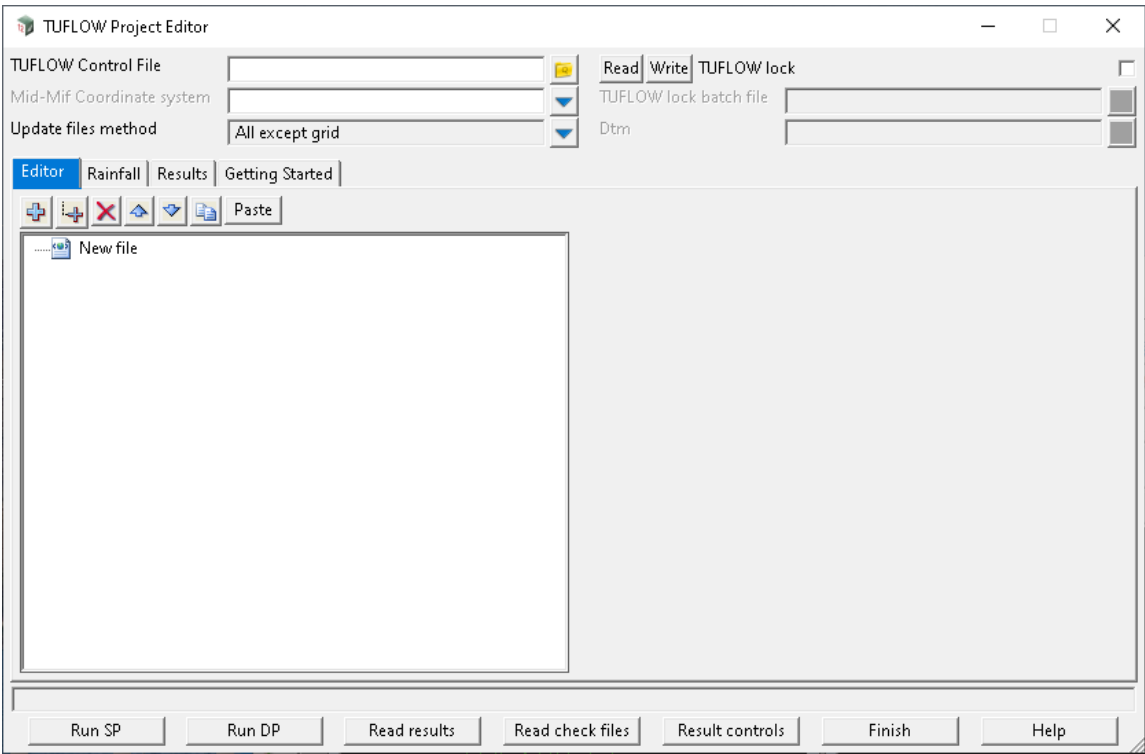 TUFLOW Project Editor
TUFLOW Control File
Read Write TUFLOW lock
Mid-Mif Coordinate system
TUFLOW lock batch file
Update files method All except grid
Dtm
Editor Rainfall Results Getting Started
Paste
New file
Run SP Run DP Read results Read check files Result controls Finish Help